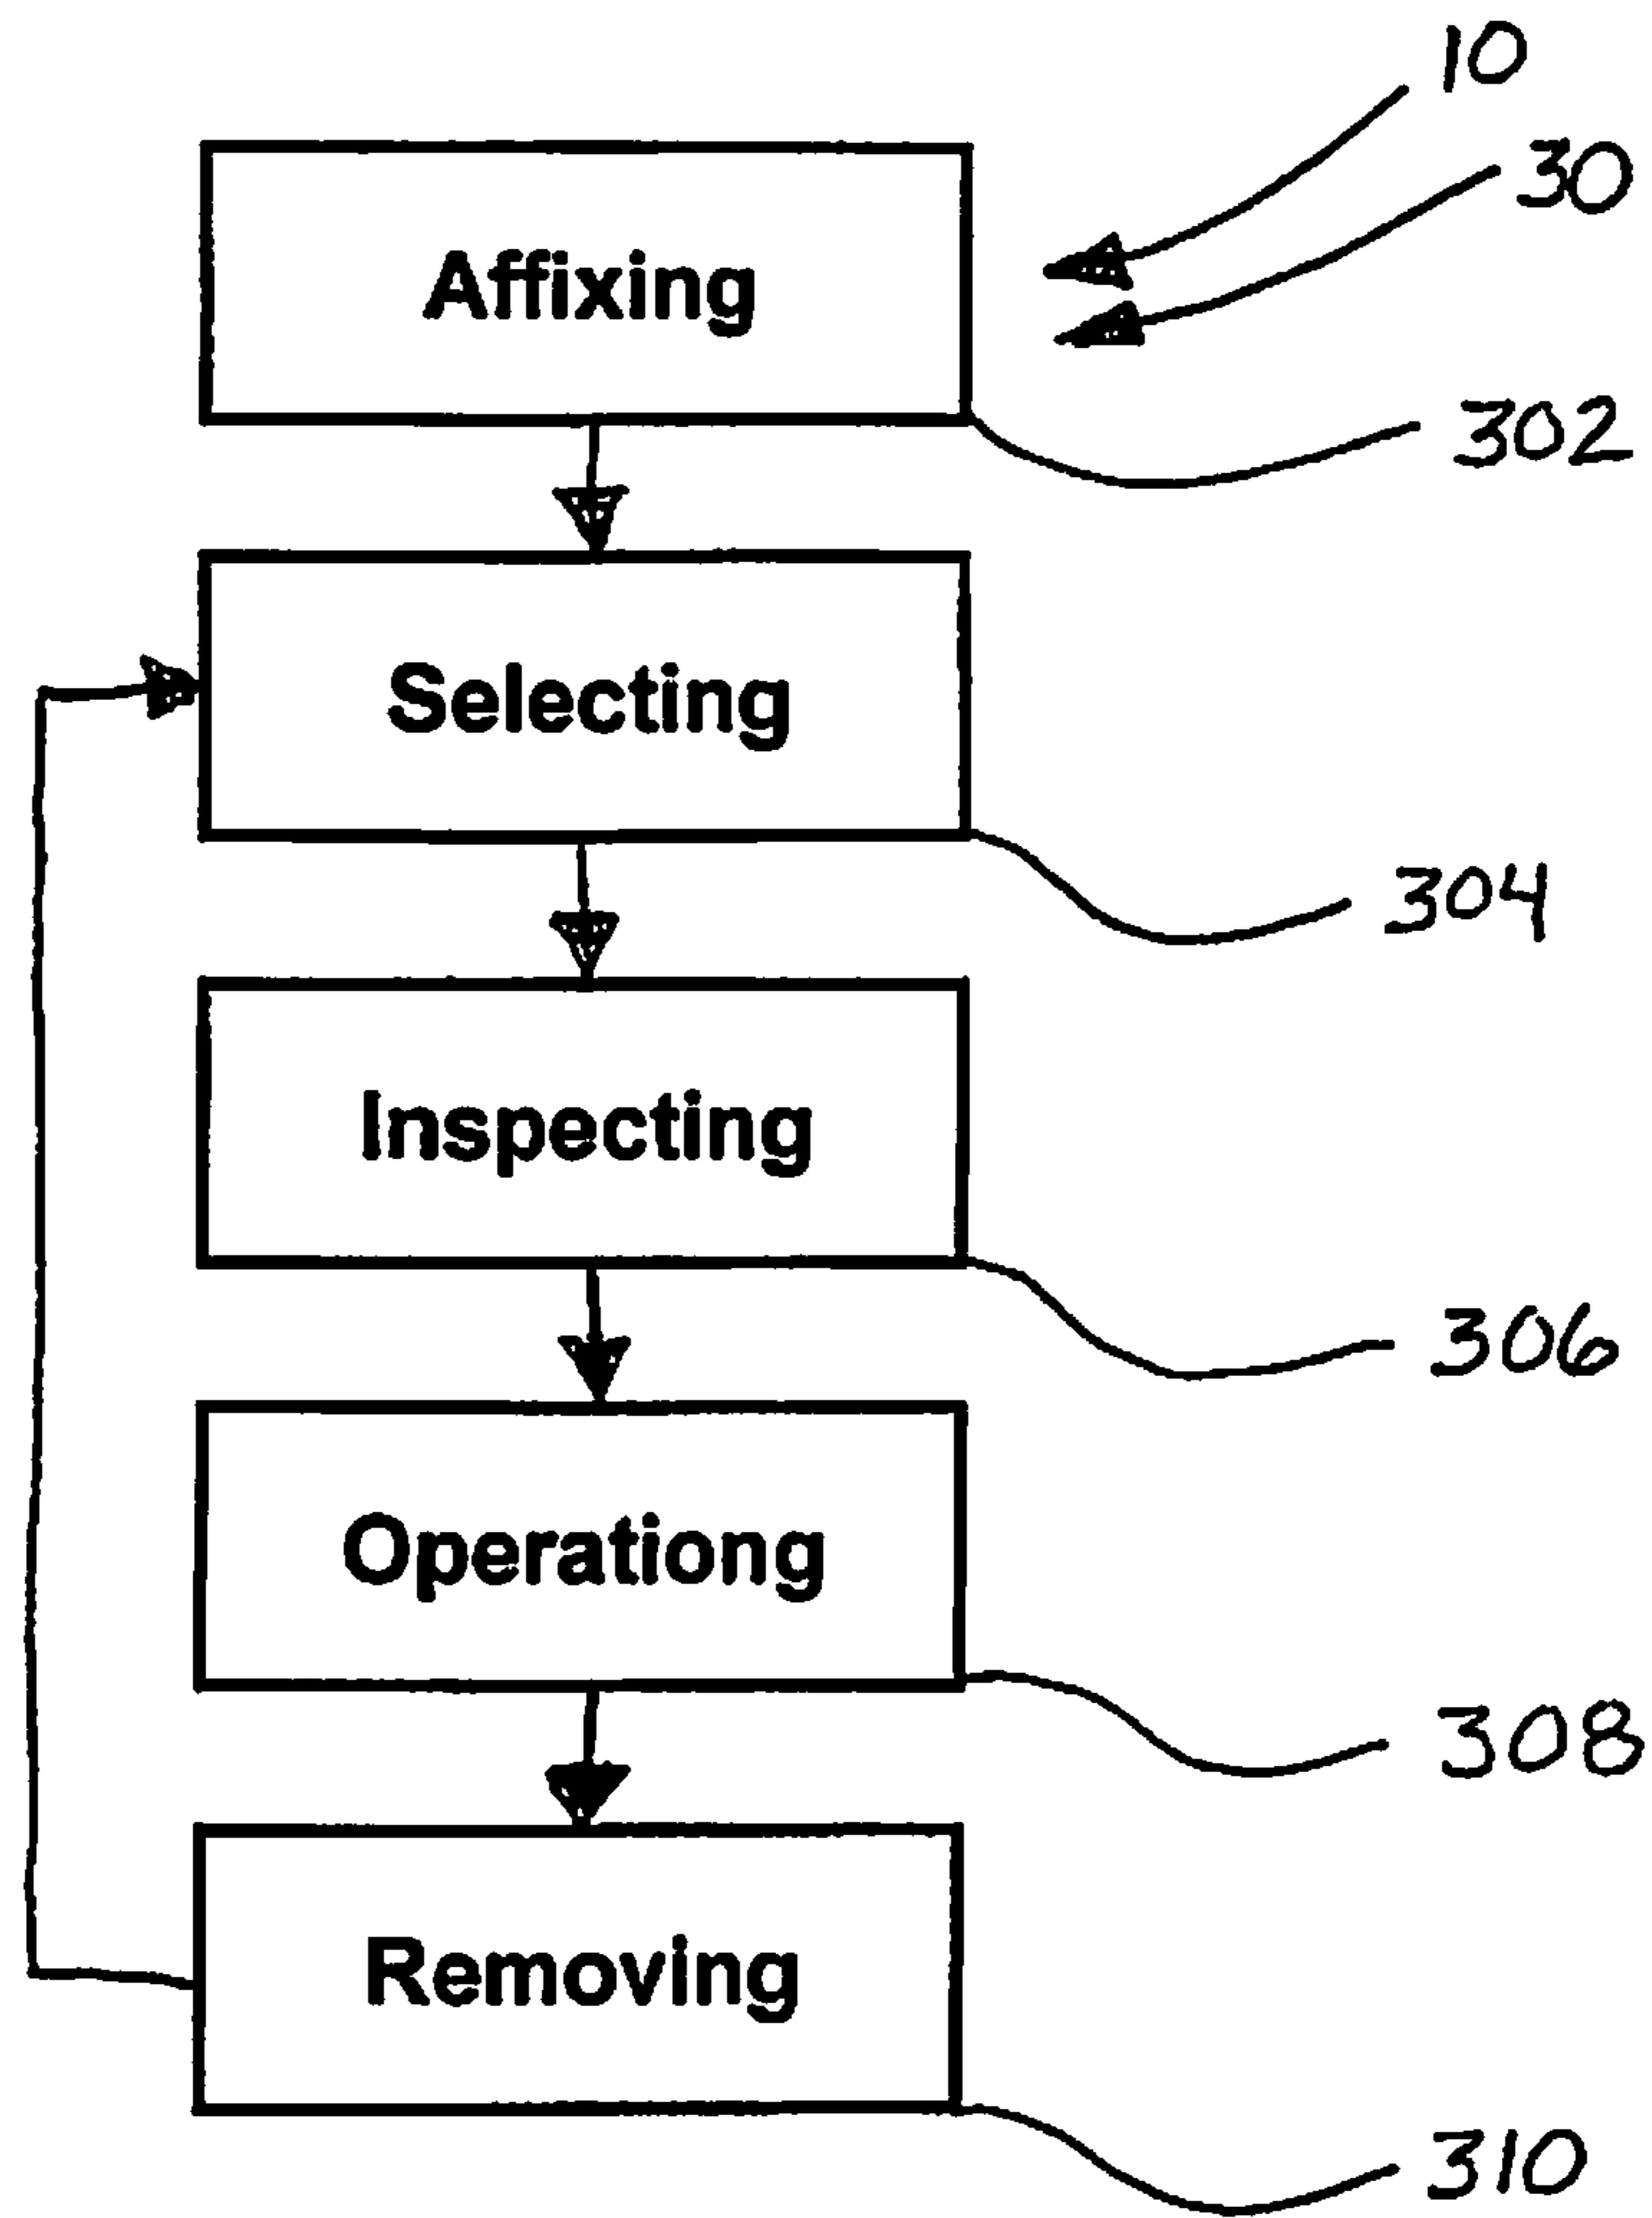 10
30
Affixing
302
Selecting
304
Inspecting
306
Operationg
308
Removing
310